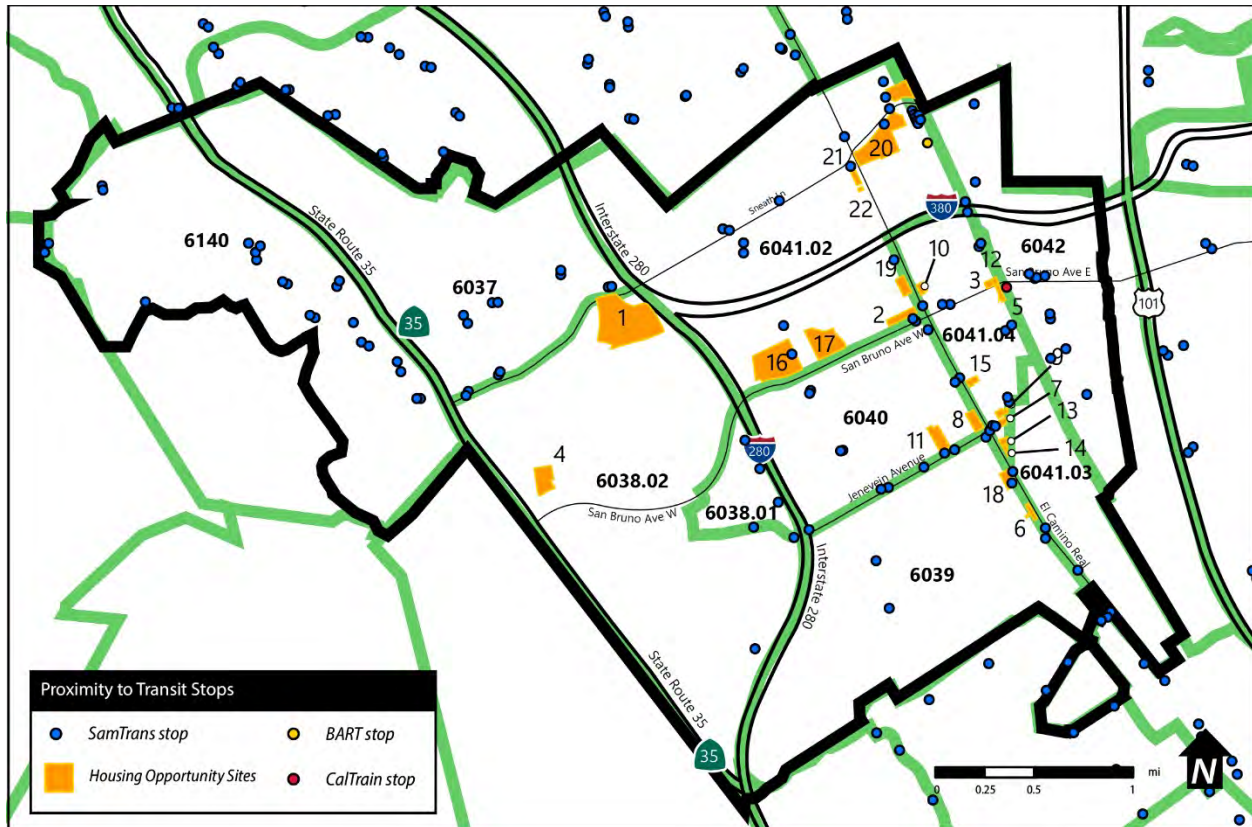 20
21
Sneath Ln
22
380
6041.02
6140
State Route 35
Interstate 280
10
12
6042
San Bruno Ave E
19
3
6037
1
35
2
5
101
17
16
San Bruno Ave W
6041.04
15
9
7
6040
8
13
11
4
280
14
6038.02
Jenevein Avenue
6041.03
18
San Bruno Ave W
6038.01
El Camino Real
6
Interstate 280
6039
State Route 35
35
Proximity to Transit Stops
SamTrans stop
BART stop
Housing Opportunity Sites
CalTrain stop
N
mi
0 0.25 0.5 1